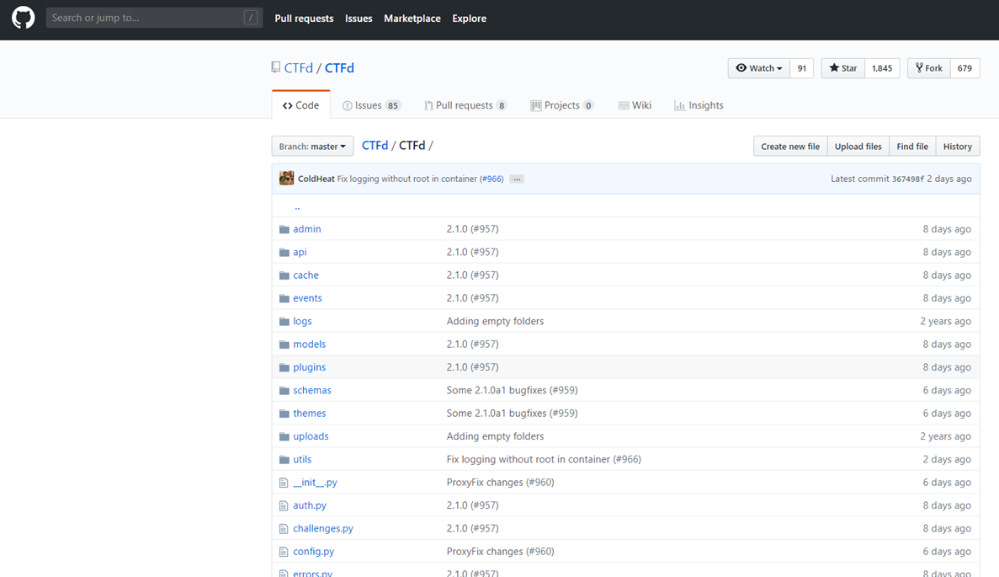 Search or jump to... / Pull requests Issues Marketplace Explore
CTFd / CTFd Watch 91 Star 1,845 Fork 679
Code Issues 85 Pull requests 8 Projects 0 Wiki Insights
Branch: master CTFd / CTFd / Create new file Upload files Find file History
ColdHeat Fix logging without root in container (#966) ... Latest commit 367498f 2 days ago
..
admin 2.1.0 (#957) 8 days ago
api 2.1.0 (#957) 8 days ago
cache 2.1.0 (#957) 8 days ago
events 2.1.0 (#957) 8 days ago
logs Adding empty folders 2 years ago
models 2.1.0 (#957) 8 days ago
plugins 2.1.0 (#957) 8 days ago
schemas Some 2.1.0a1 bugfixes (#959) 6 days ago
themes Some 2.1.0a1 bugfixes (#959) 6 days ago
uploads Adding empty folders 2 years ago
utils Fix logging without root in container (#966) 2 days ago
__init__.py ProxyFix changes (#960) 6 days ago
auth.py 2.1.0 (#957) 8 days ago
challenges.py 2.1.0 (#957) 8 days ago
config.py ProxyFix changes (#960) 6 days ago
errors.py 2.1.0 (#957) 8 days ago